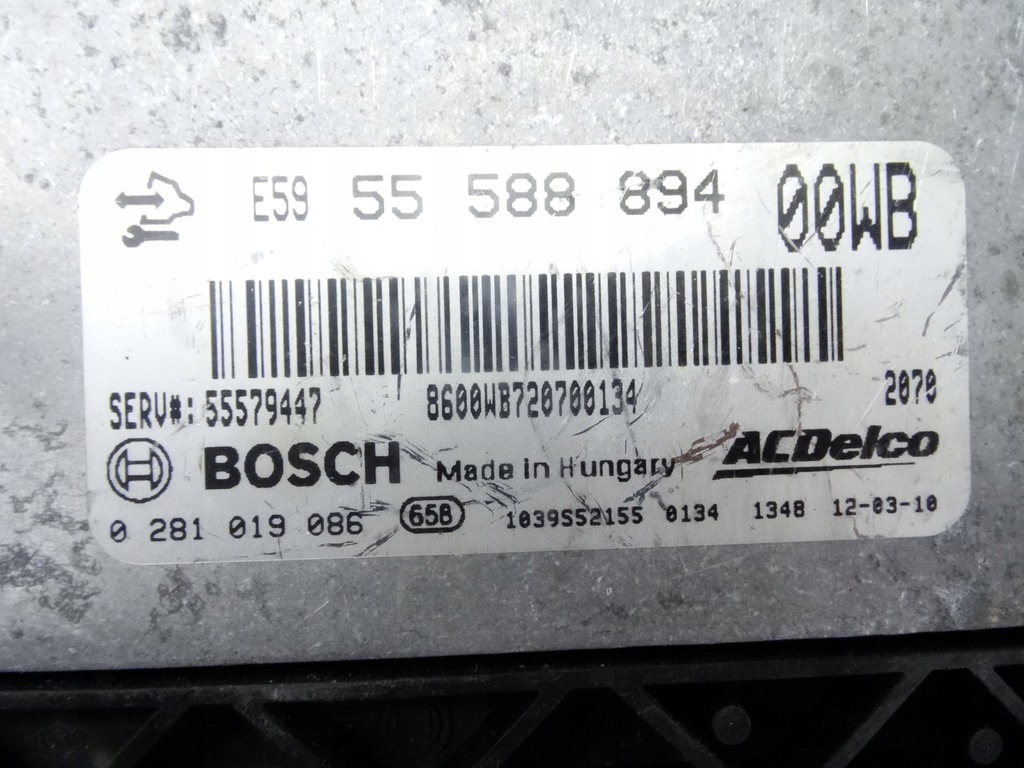 E59 55 588 894 00WB
SERV#: 55579447 8600WB720700134 2070
BOSCH Made in Hungary ACDelco
0 281 019 086 65B 1039S52155 0134 1348 12-03-10